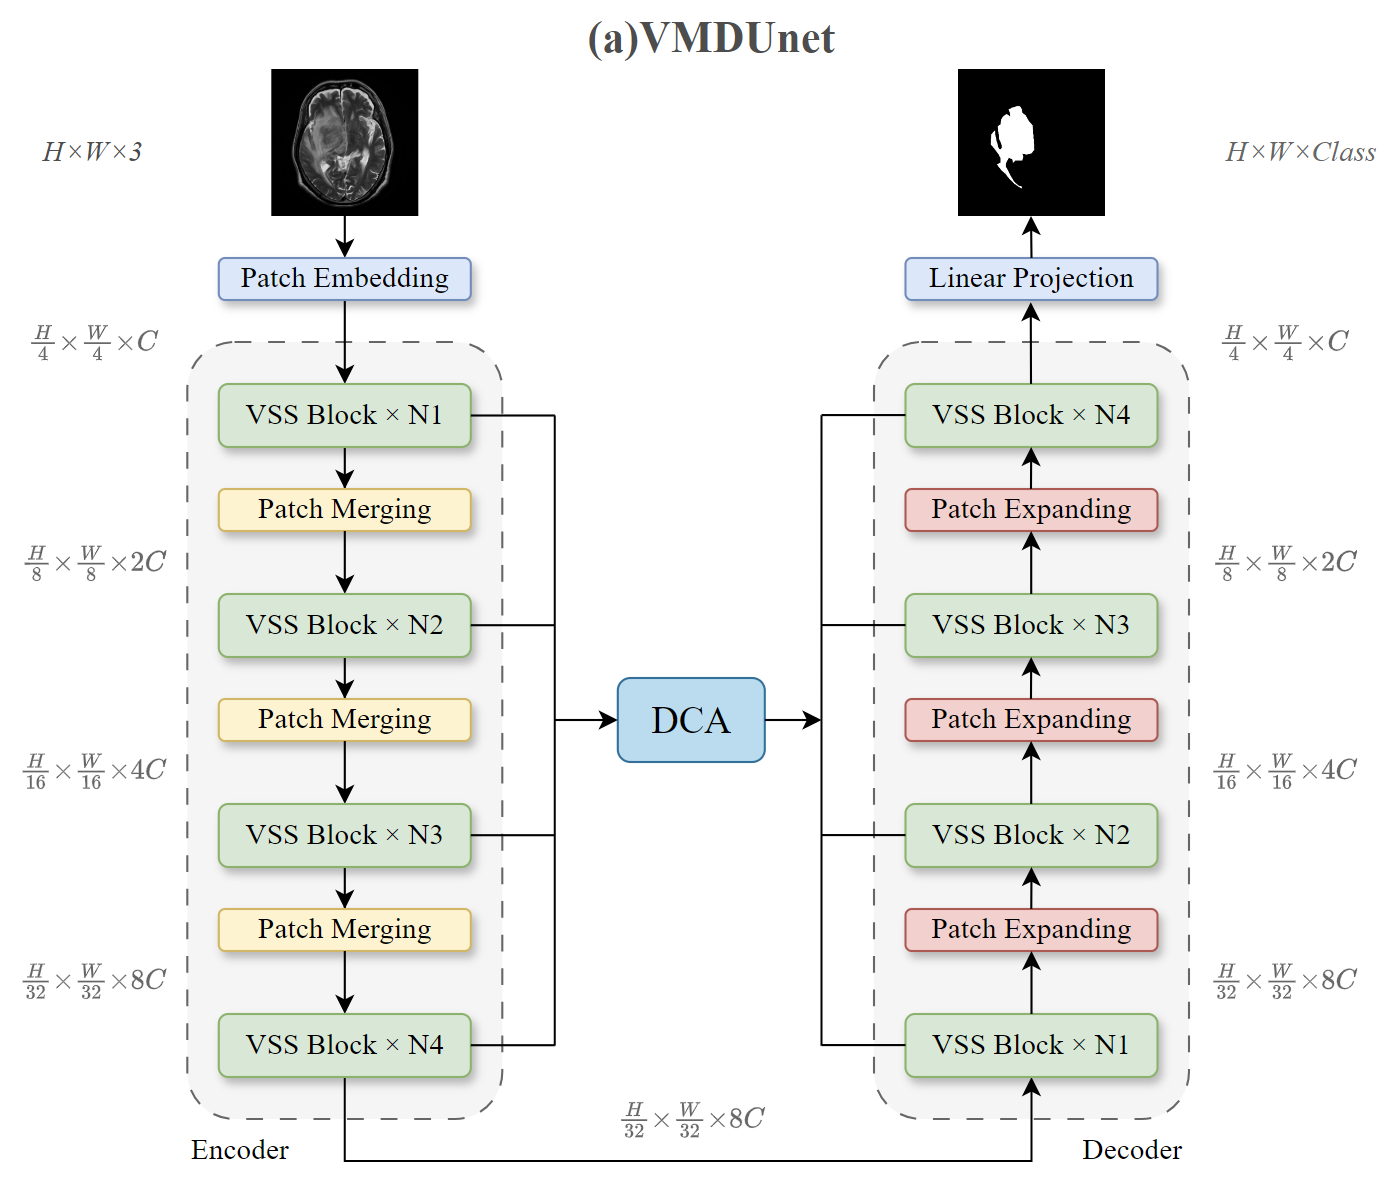 (a)VMDUnet
H×W×3
H×W×Class
Patch Embedding
Linear Projection
H/4 × W/4 × C
H/4 × W/4 × C
VSS Block × N1
VSS Block × N4
Patch Merging
Patch Expanding
H/8 × W/8 × 2C
H/8 × W/8 × 2C
VSS Block × N2
VSS Block × N3
Patch Merging
DCA
Patch Expanding
H/16 × W/16 × 4C
H/16 × W/16 × 4C
VSS Block × N3
VSS Block × N2
Patch Merging
Patch Expanding
H/32 × W/32 × 8C
H/32 × W/32 × 8C
VSS Block × N4
VSS Block × N1
H/32 × W/32 × 8C
Encoder
Decoder